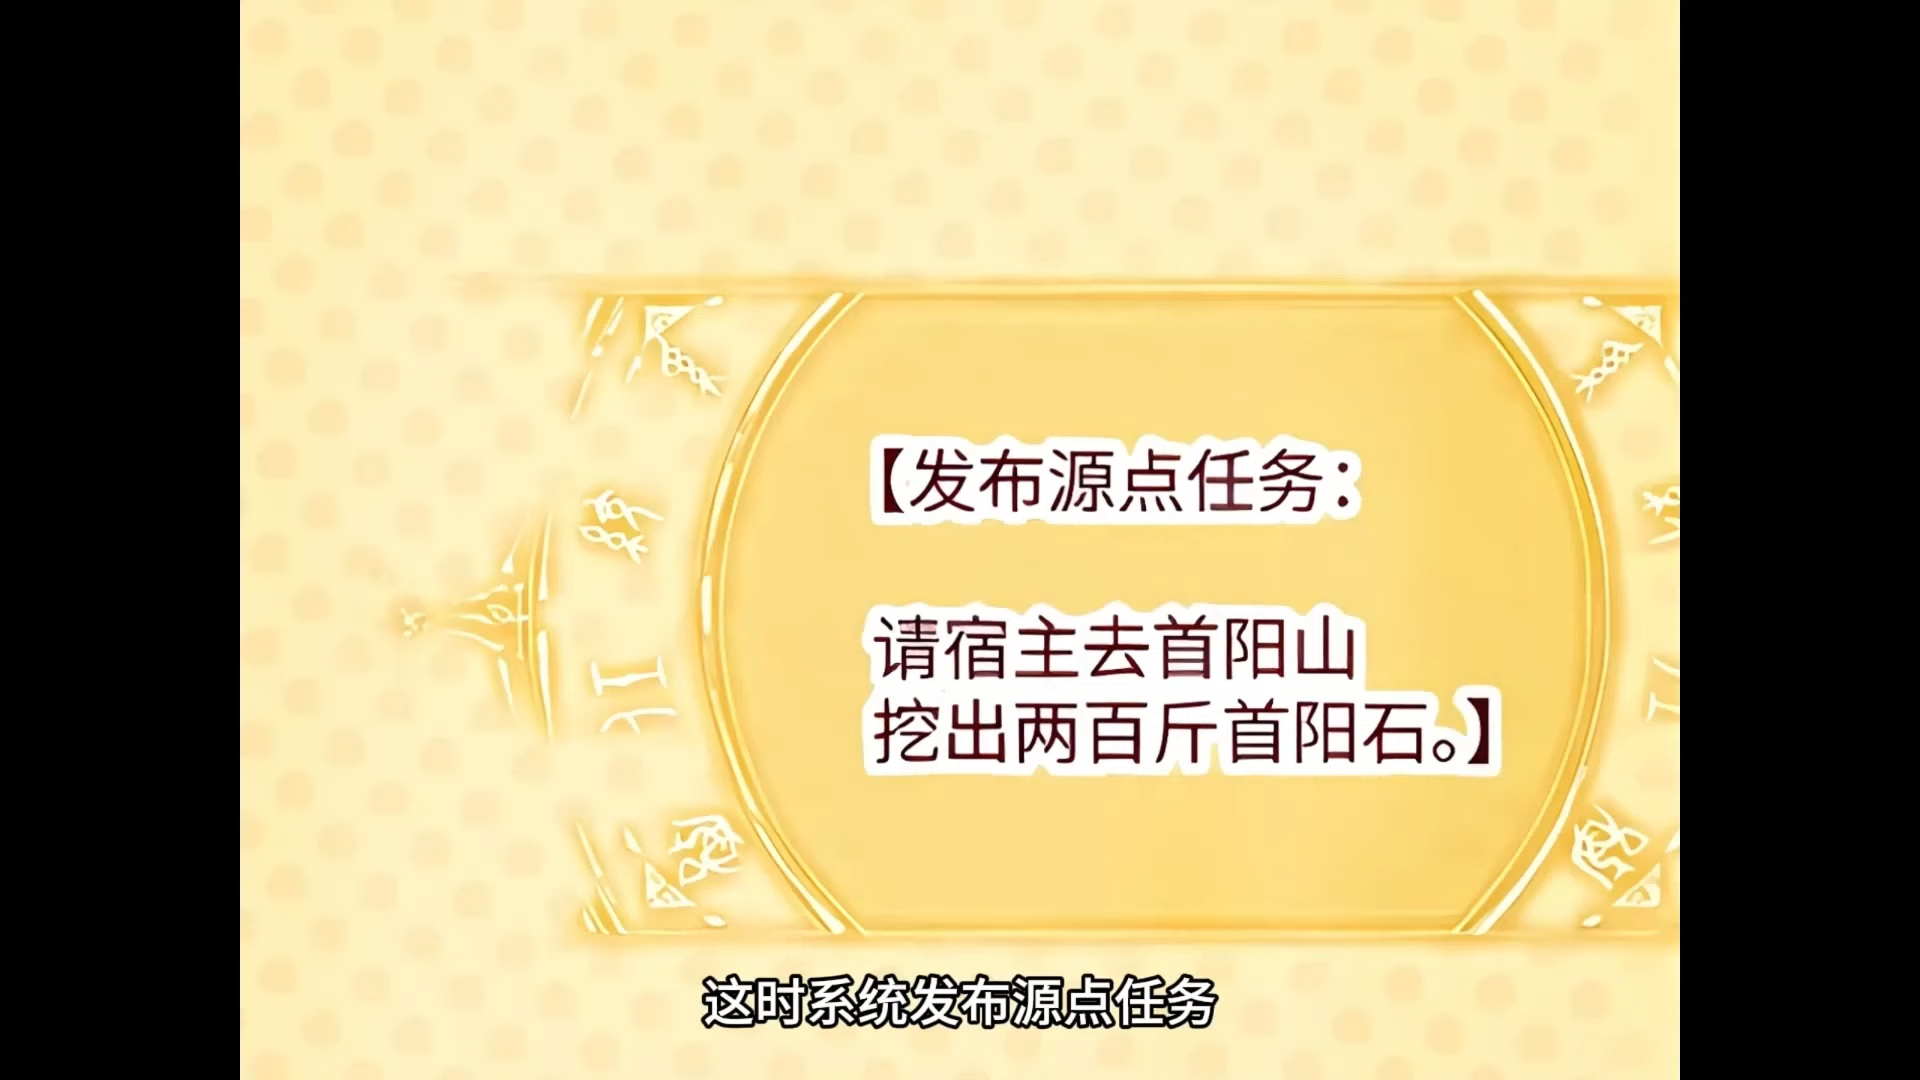 【发布源点任务：
请宿主去首阳山
挖出两百斤首阳石。】
这时系统发布源点任务